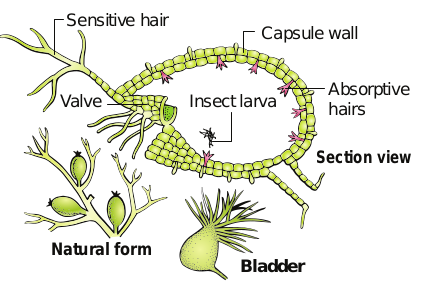 Sensitive hair
Capsule wall
Valve
Insect larva
Absorptive
hairs
Section view
Natural form
Bladder